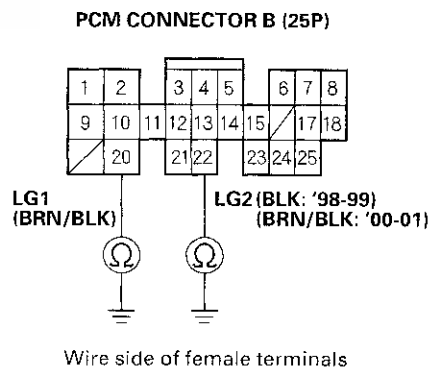 PCM CONNECTOR B (25P)
1 2 3 4 5 6 7 8
9 10 11 12 13 14 15 17 18
20 21 22 23 24 25
LG1 (BRN/BLK)
LG2 (BLK: '98-99) (BRN/BLK: '00-01)
Ω Ω
Wire side of female terminals